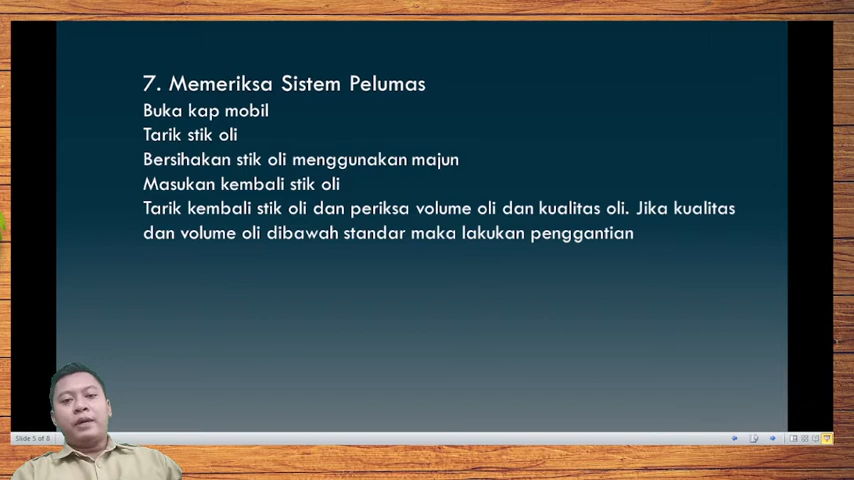 7. Memeriksa Sistem Pelumas
Buka kap mobil
Tarik stik oli
Bersihakan stik oli menggunakan majun
Masukan kembali stik oli
Tarik kembali stik oli dan periksa volume oli dan kualitas oli. Jika kualitas
dan volume oli dibawah standar maka lakukan penggantian
Slide 5 of 8